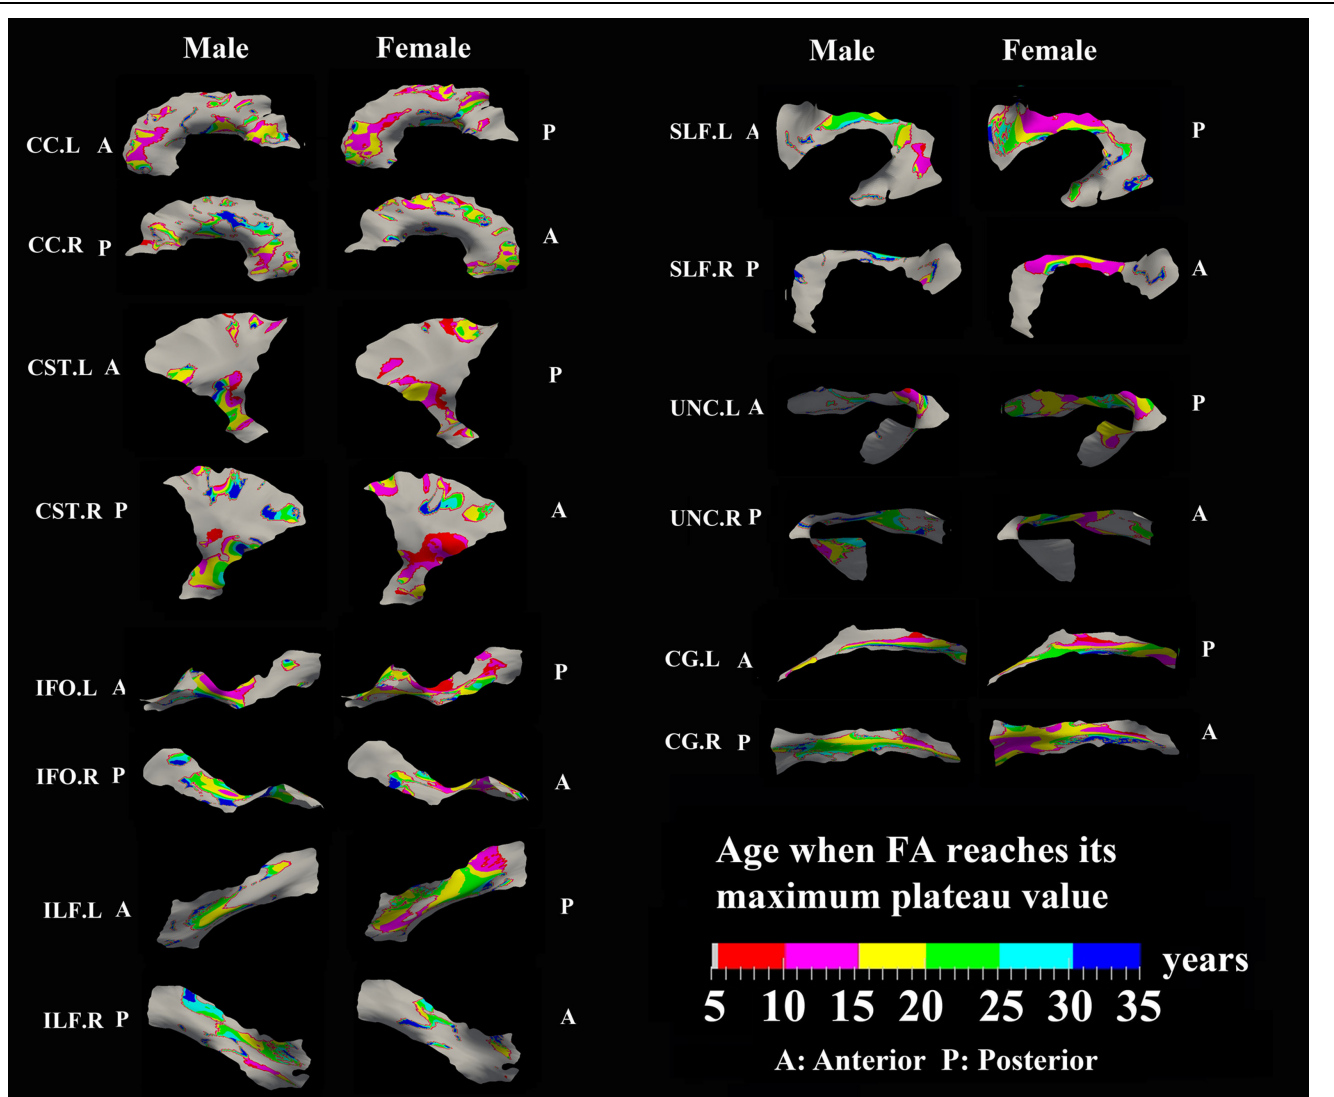 Male Female
CC.L A P
CC.R P A
CST.L A P
CST.R P A
IFO.L A P
IFO.R P A
ILF.L A P
ILF.R P A
Male Female
SLF.L A P
SLF.R P A
UNC.L A P
UNC.R P A
CG.L A P
CG.R P A
Age when FA reaches its
maximum plateau value
years
5 10 15 20 25 30 35
A: Anterior P: Posterior